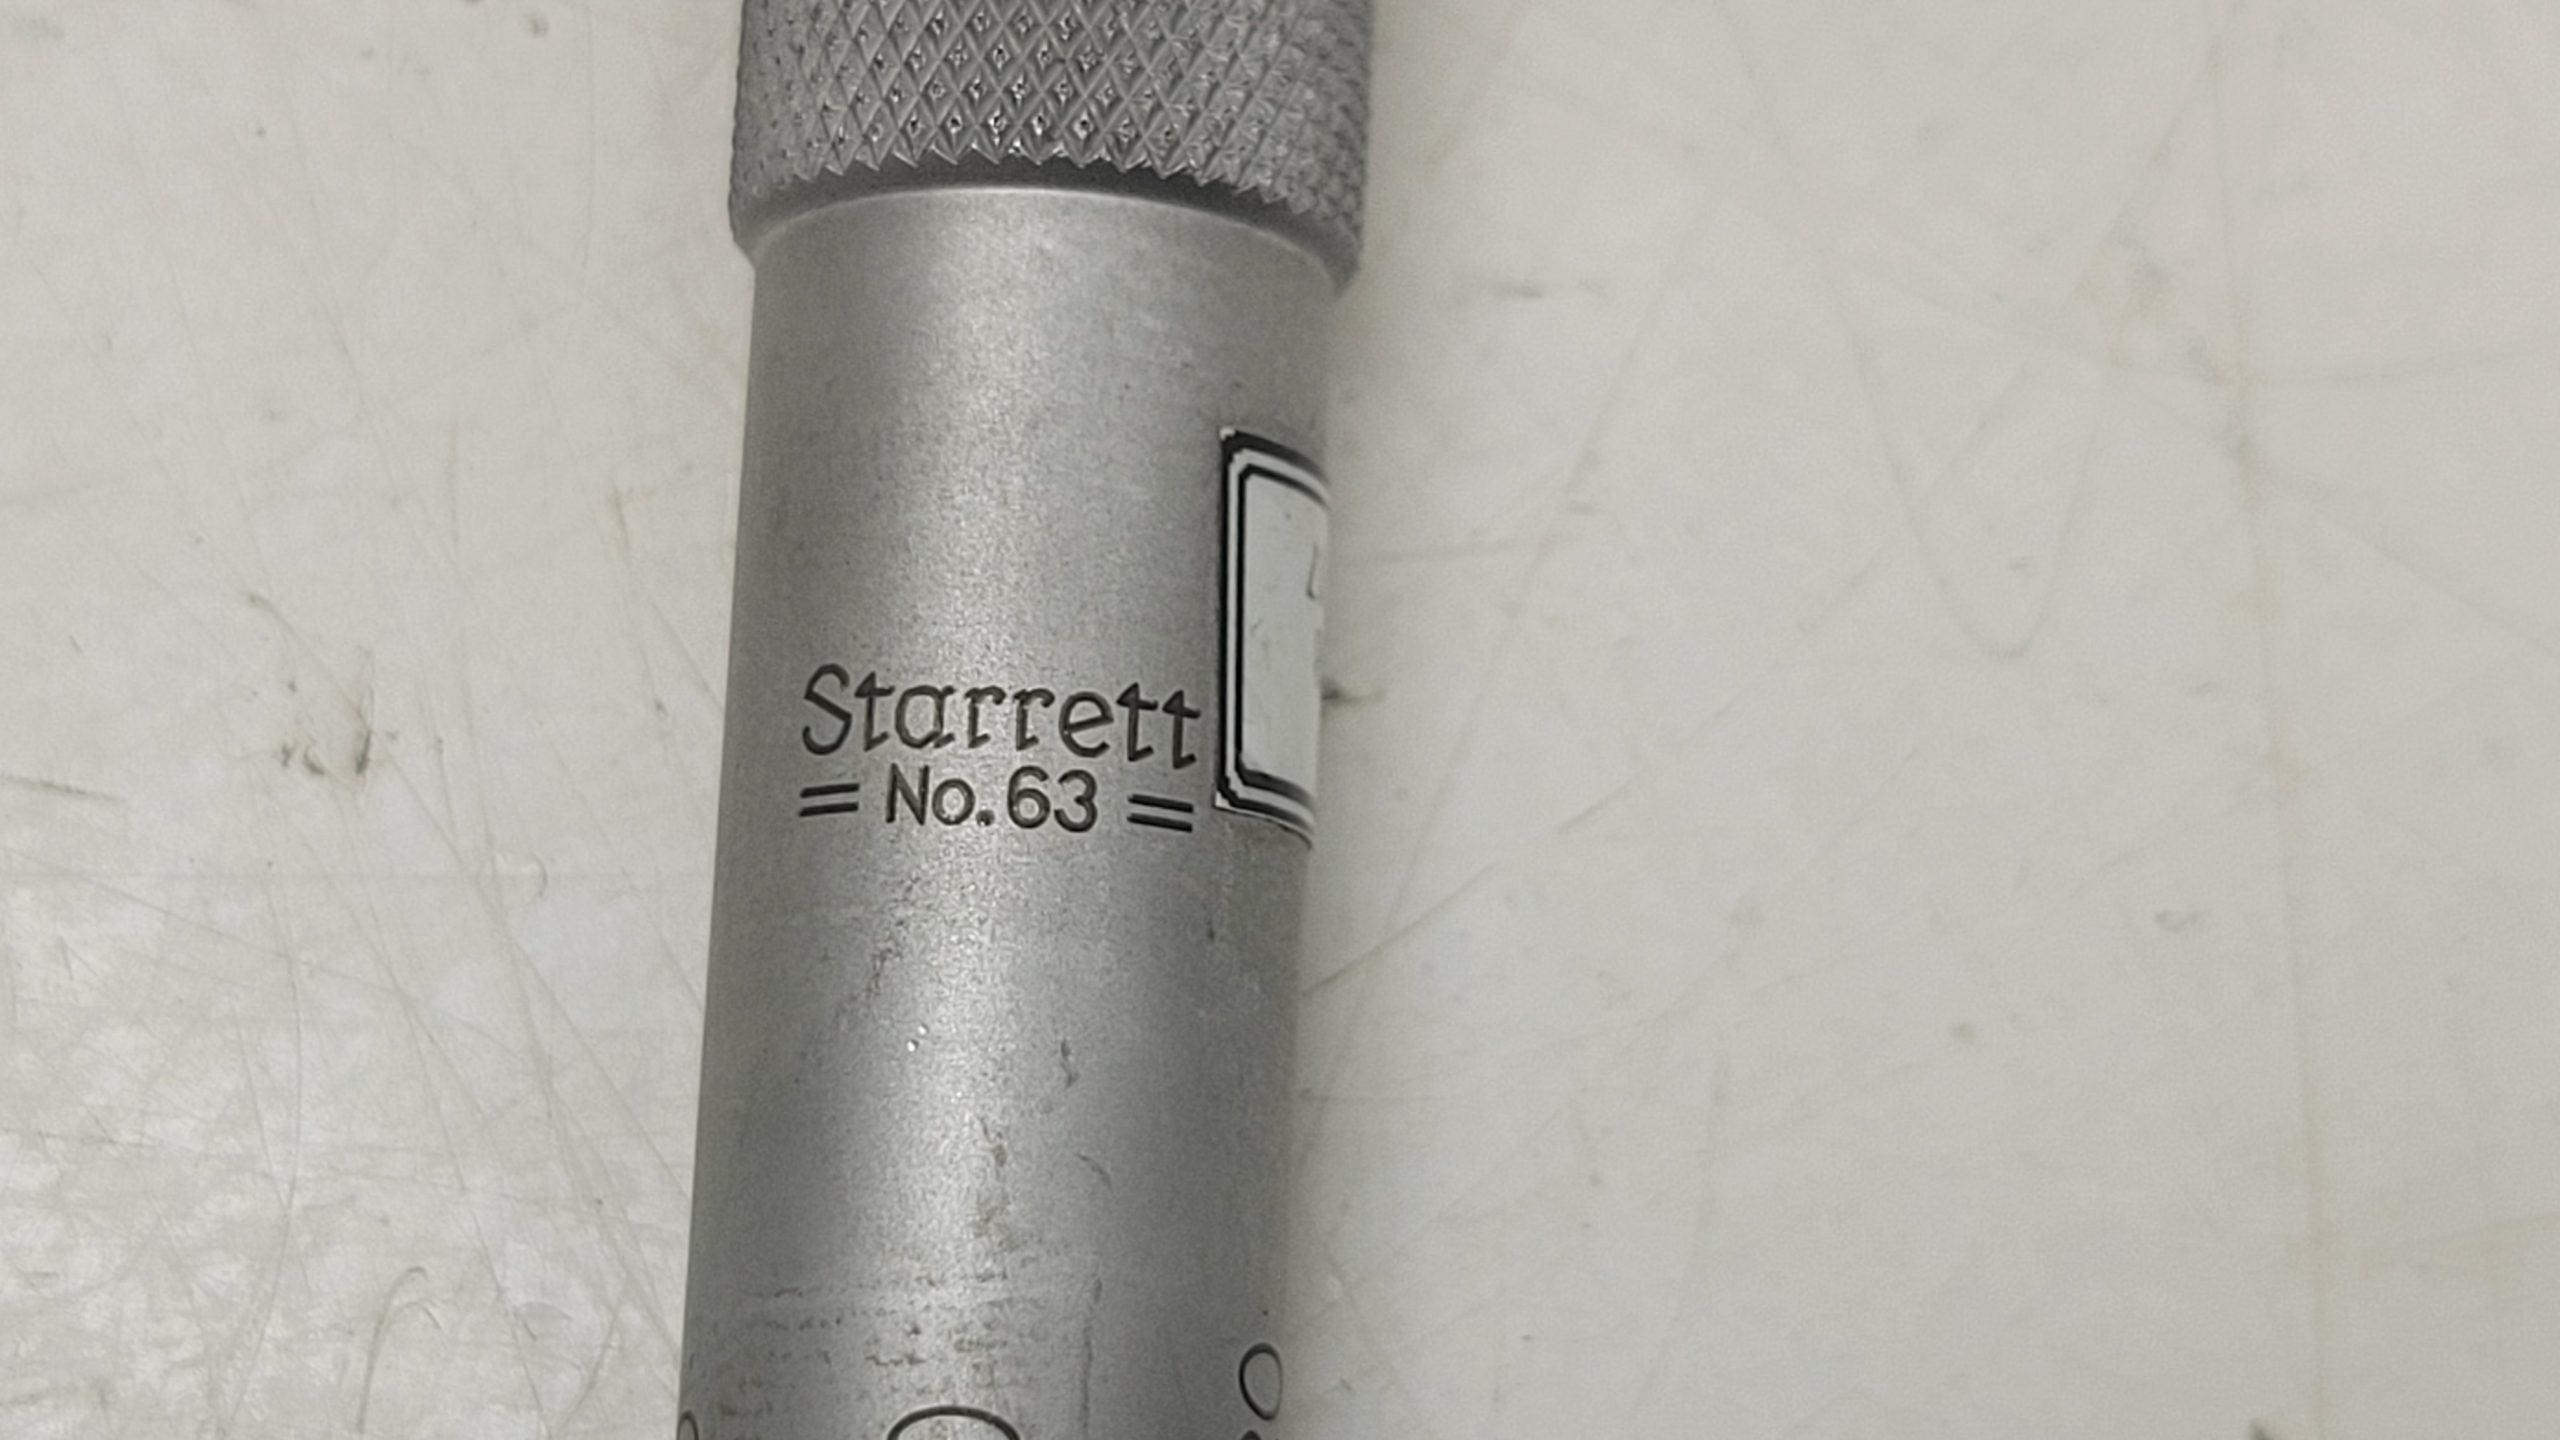 Starrett
= No.63 =